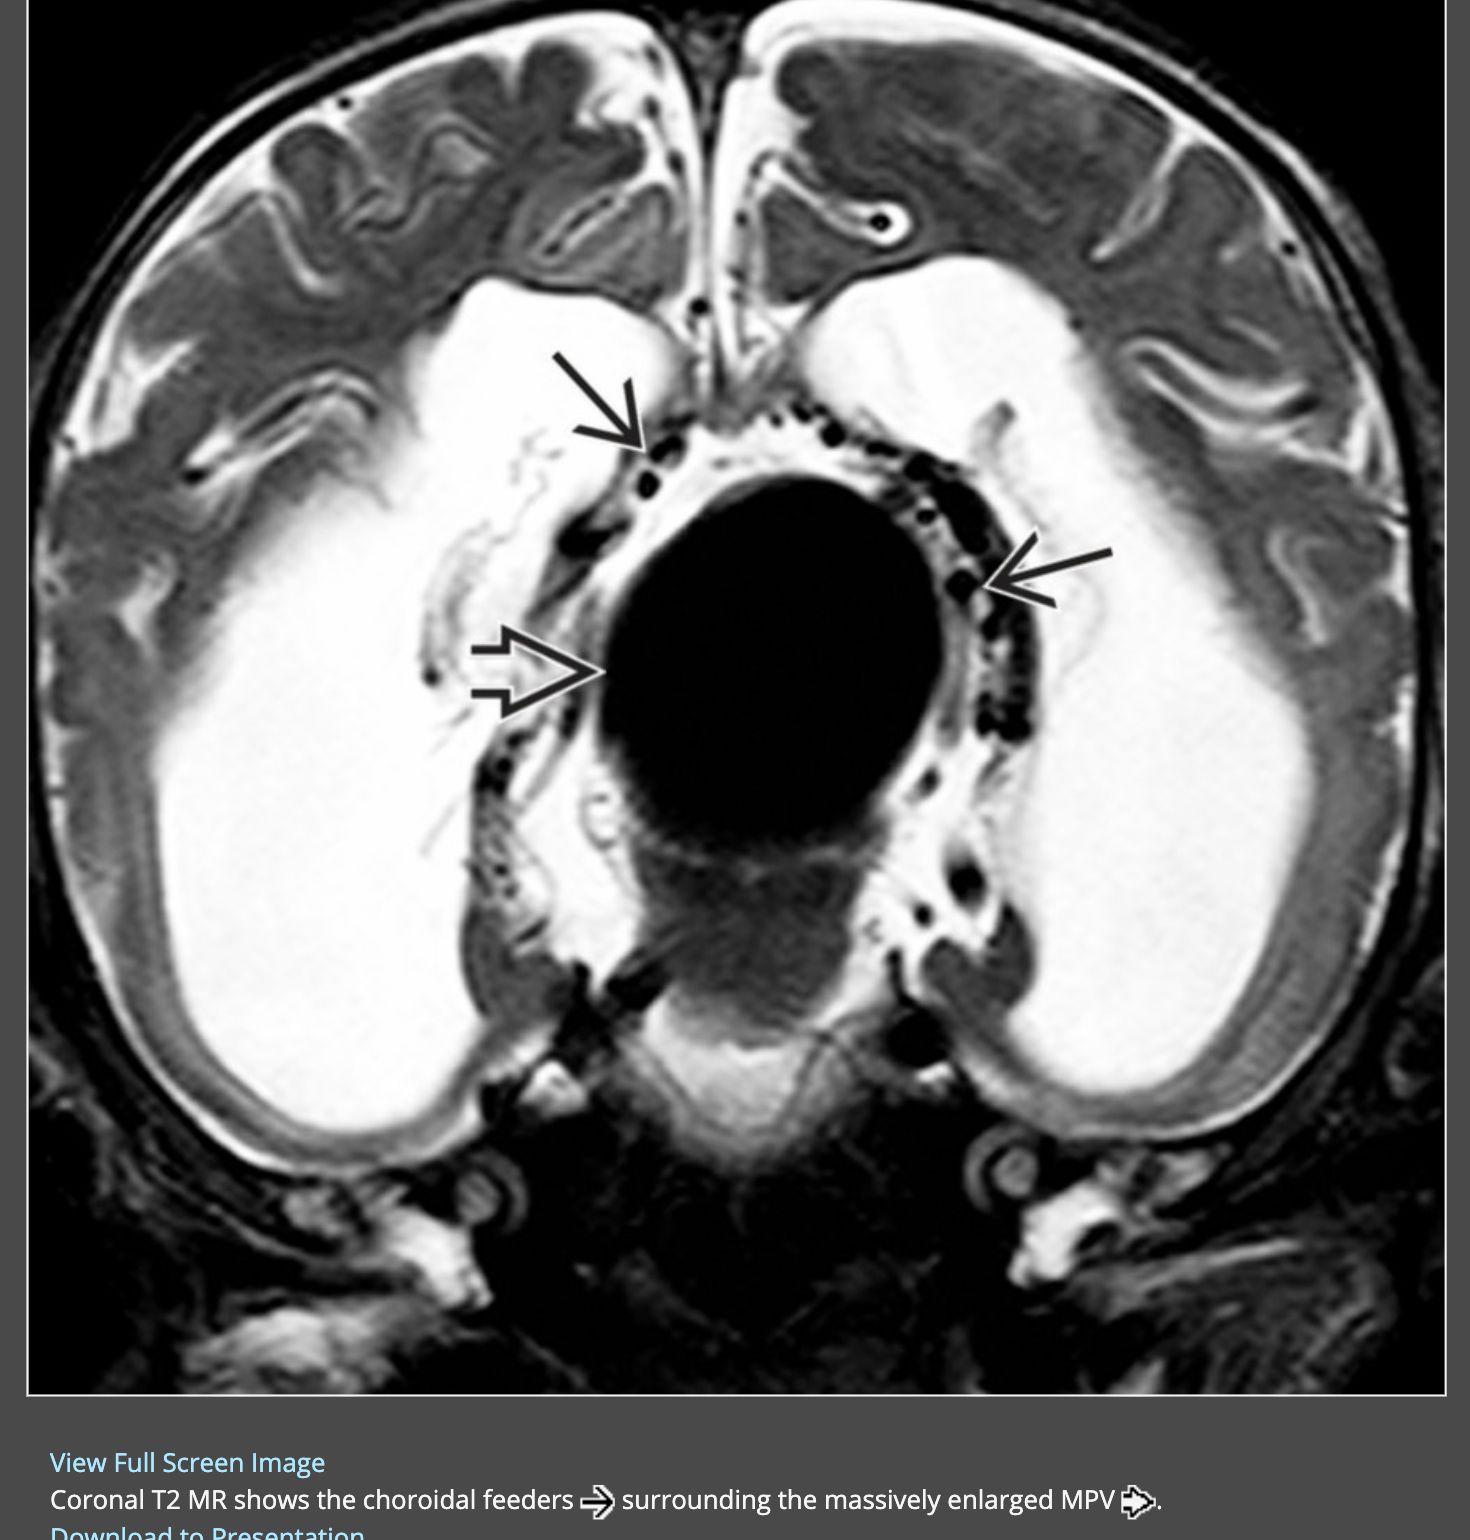 View Full Screen Image
Coronal T2 MR shows the choroidal feeders surrounding the massively enlarged MPV .
Download to Presentation